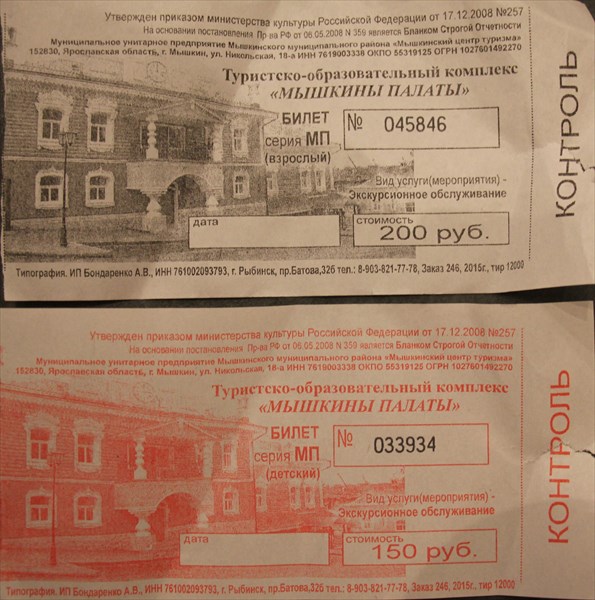 Утвержден приказом министерства культуры Российской Федерации от 17.12.2008 №257
На основании постановления Пр-ва РФ от 06.05.2008 N 359 является Бланком Строгой Отчетности
Муниципальное унитарное предприятие Мышкинского муниципального района «Мышкинский центр туризма»
152830, Ярославская область, г. Мышкин, ул. Никольская, 18-а ИНН 7619003338 ОКПО 55319125 ОГРН 1027601492270
Туристско-образовательный комплекс
«МЫШКИНЫ ПАЛАТЫ»
БИЛЕТ
серия МП
(взрослый)
№ 045846
Вид услуги(мероприятия) -
Экскурсионное обслуживание
дата
стоимость
200 руб.
КОНТРОЛЬ
Типография. ИП Бондаренко А.В., ИНН 761002093793, г. Рыбинск, пр.Батова,32б тел.: 8-903-821-77-78, Заказ 246, 2015г., тир 12000
Утвержден приказом министерства культуры Российской Федерации от 17.12.2008 №257
На основании постановления Пр-ва РФ от 06.05.2008 N 359 является Бланком Строгой Отчетности
Муниципальное унитарное предприятие Мышкинского муниципального района "Мышкинский центр туризма"
152830, Ярославская область, г. Мышкин, ул. Никольская, 18-а ИНН 7619003338 ОКПО 55319125 ОГРН 1027601492270
Туристско-образовательный комплекс
«МЫШКИНЫ ПАЛАТЫ»
БИЛЕТ
серия МП
(детский)
№ 033934
Вид услуги(мероприятия) -
Экскурсионное обслуживание
дата
стоимость
150 руб.
КОНТРОЛЬ
Типография. ИП Бондаренко А.В., ИНН 761002093793, г. Рыбинск, пр.Батова,32б тел.: 8-903-821-77-78, Заказ 246, 2015г., тир 12000